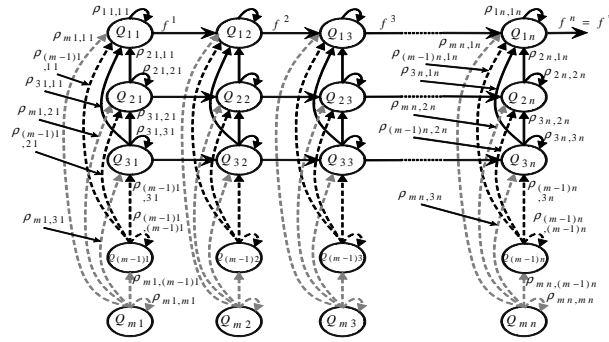 ρ11,11 f¹ f² f³ ρ1n,1n fⁿ = f
ρm1,11 Q11 Q12 Q13 ρmn,1n Q1n
ρ(m−1)1,11 ρ21,11 ρ(m−1)n,1n ρ2n,1n
ρ31,11 ρ21,21 ρ3n,1n ρ2n,2n
Q21 Q22 Q23 Q2n
ρm1,21 ρ31,21 ρmn,2n ρ3n,2n
ρ(m−1)1,21 ρ31,31 ρ(m−1)n,2n ρ3n,3n
Q31 Q32 Q33 Q3n
ρ(m−1)1,31 ρmn,3n ρ(m−1)n,3n
ρm1,31 ρ(m−1)1,(m−1)1 ρ(m−1)n,(m−1)n
Q(m−1)1 Q(m−1)2 Q(m−1)3 Q(m−1)n
ρm1,(m−1)1 ρmn,(m−1)n
ρm1,m1 ρmn,mn
Qm1 Qm2 Qm3 Qmn